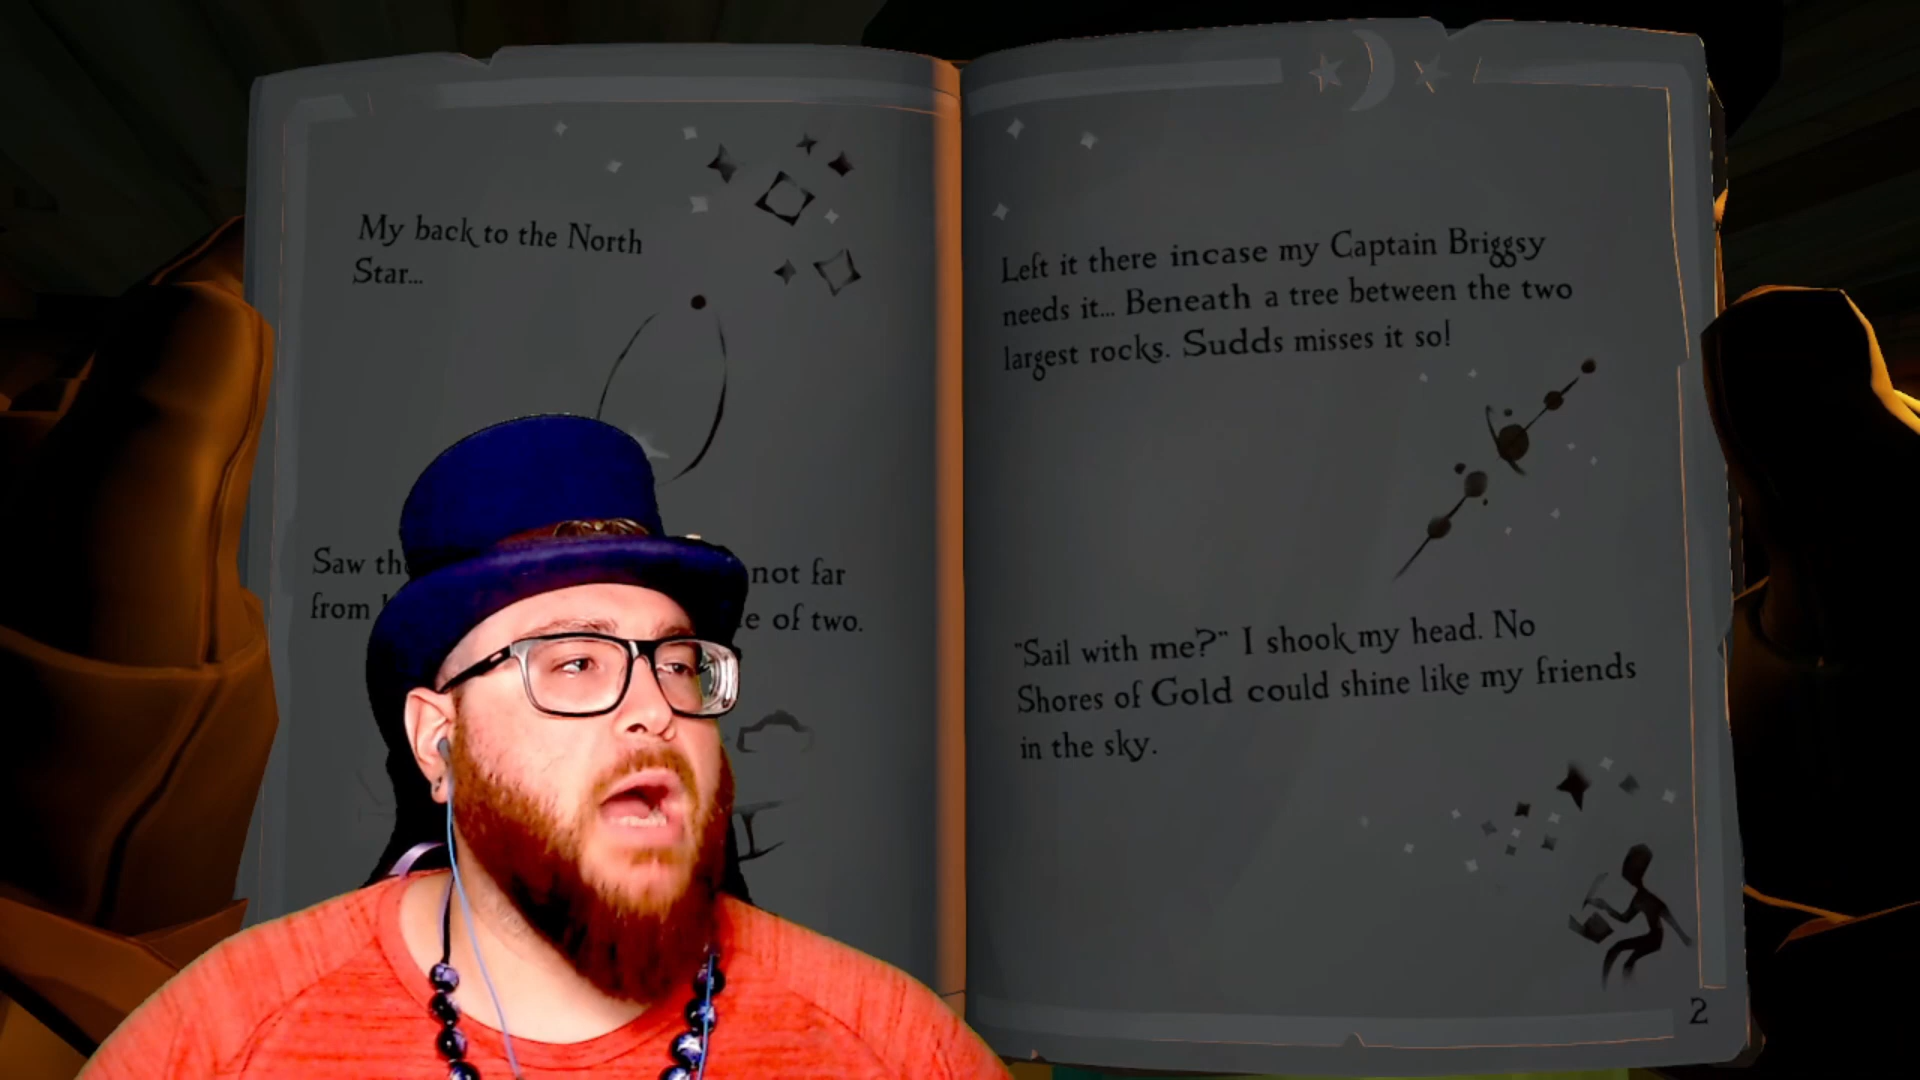 My back to the North
Star...
Saw not far
from of two.
Left it there incase my Captain Briggsy
needs it... Beneath a tree between the two
largest rocks. Sudds misses it so!
"Sail with me?" I shook my head. No
Shores of Gold could shine like my friends
in the sky.
2